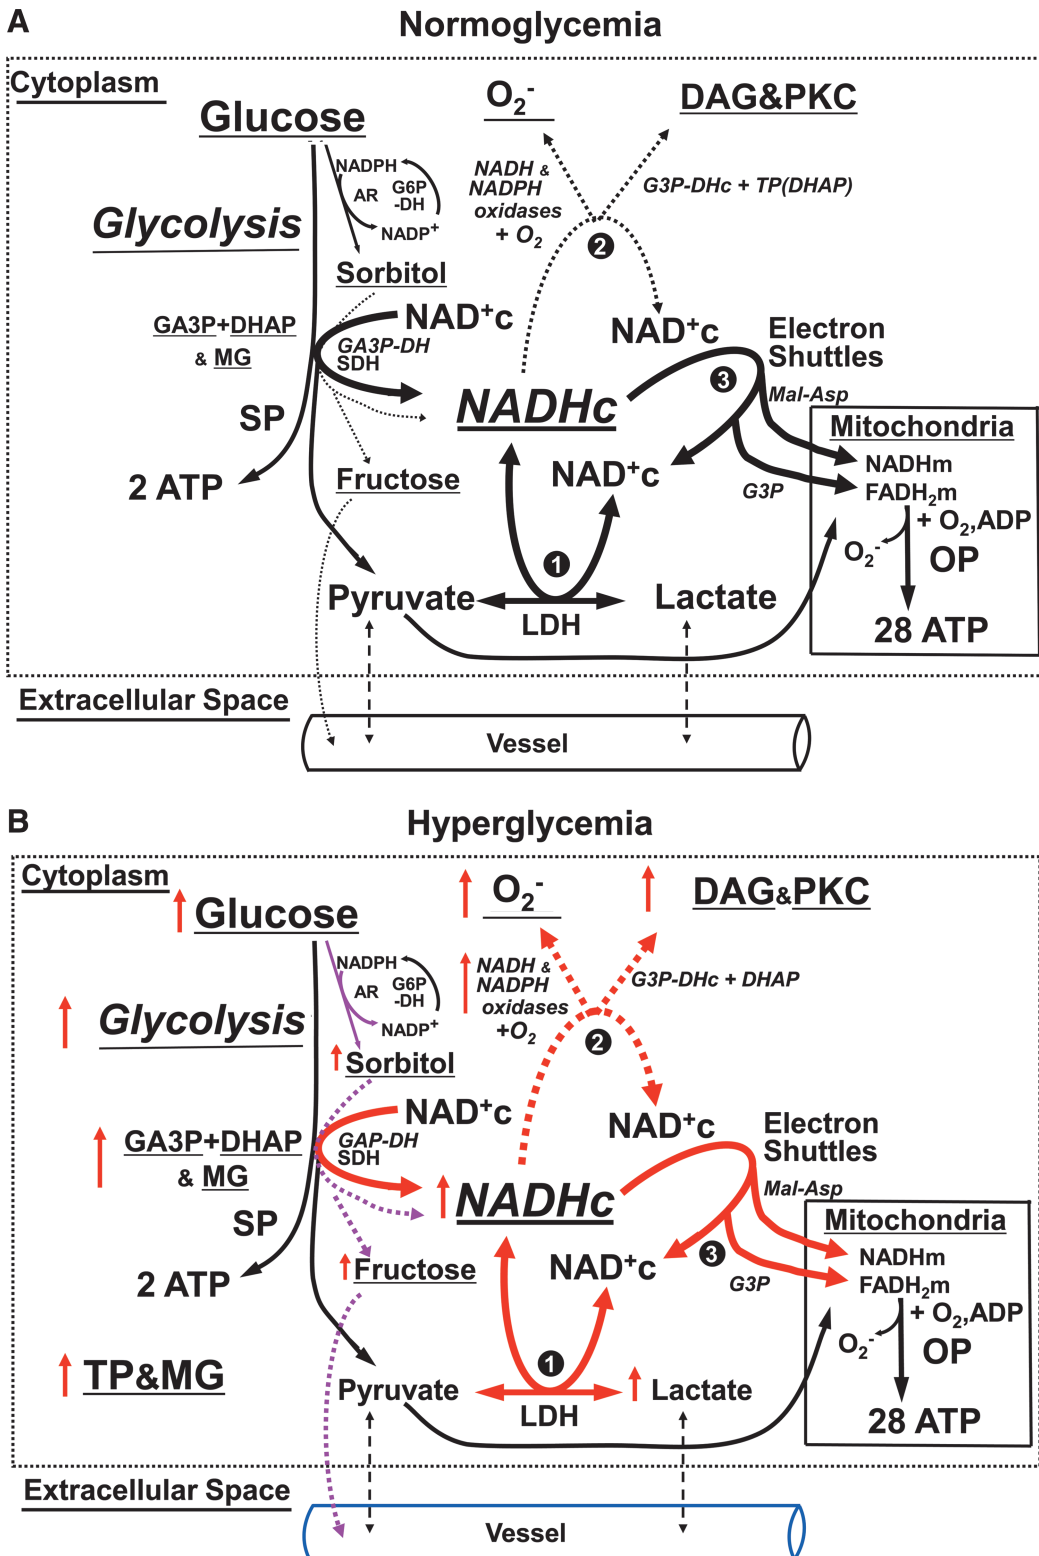 A
Normoglycemia
Cytoplasm
Glucose
O₂⁻
DAG&PKC
NADPH
AR
G6P
-DH
NADP⁺
NADH &
NADPH
oxidases
+ O₂
G3P-DHc + TP(DHAP)
Glycolysis
2
Sorbitol
GA3P+DHAP
& MG
NAD⁺c
GA3P-DH
SDH
NAD⁺c
Electron
Shuttles
3
Mal-Asp
NADHc
SP
2 ATP
Fructose
NAD⁺c
G3P
Mitochondria
NADHm
FADH₂m
+ O₂,ADP
O₂⁻
OP
28 ATP
1
Pyruvate
LDH
Lactate
Extracellular Space
Vessel
B
Hyperglycemia
Cytoplasm
Glucose
O₂⁻
DAG&PKC
NADPH
AR
G6P
-DH
NADP⁺
NADH &
NADPH
oxidases
+O₂
G3P-DHc + DHAP
Glycolysis
2
Sorbitol
GA3P+DHAP
& MG
NAD⁺c
GAP-DH
SDH
NAD⁺c
Electron
Shuttles
Mal-Asp
NADHc
SP
2 ATP
Fructose
NAD⁺c
3
G3P
Mitochondria
NADHm
FADH₂m
+ O₂,ADP
O₂⁻
OP
28 ATP
TP&MG
1
Pyruvate
LDH
Lactate
Extracellular Space
Vessel